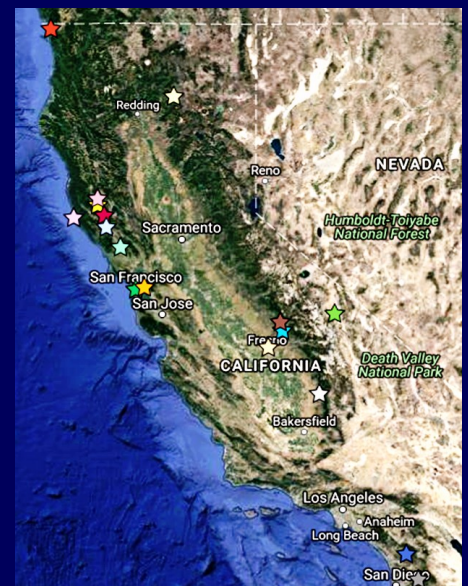 Redding
Reno
NEVADA
Humboldt-Toiyabe
National Forest
Sacramento
San Francisco
San Jose
Fresno
CALIFORNIA
Death Valley
National Park
Bakersfield
Los Angeles
Anaheim
Long Beach
San Diego